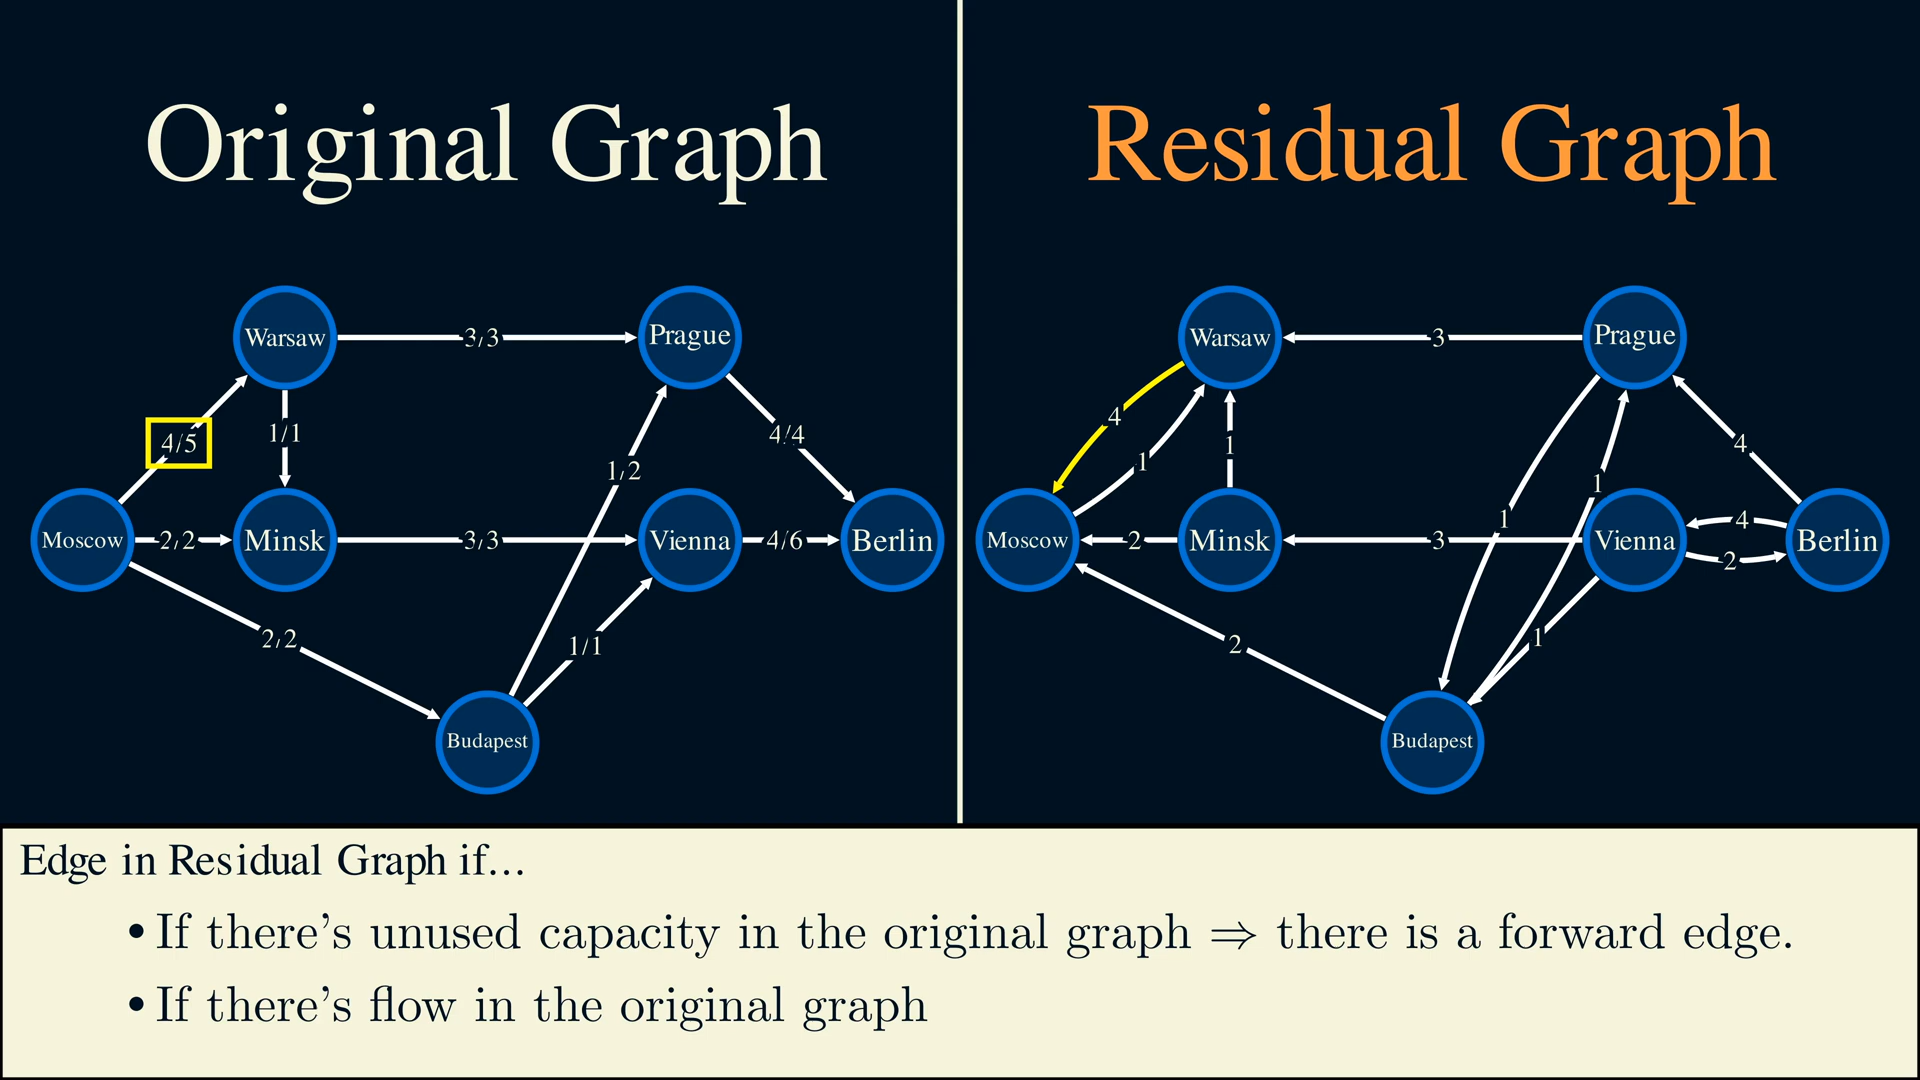 Original Graph
Residual Graph
Warsaw
3/3
Prague
4/5
1/1
1/2
4/4
Moscow
2/2
Minsk
3/3
Vienna
4/6
Berlin
2/2
1/1
Budapest
Warsaw
3
Prague
4
1
1
1
1
4
Moscow
2
Minsk
3
Vienna
4
2
Berlin
2
1
Budapest
Edge in Residual Graph if...
• If there's unused capacity in the original graph ⇒ there is a forward edge.
• If there's flow in the original graph